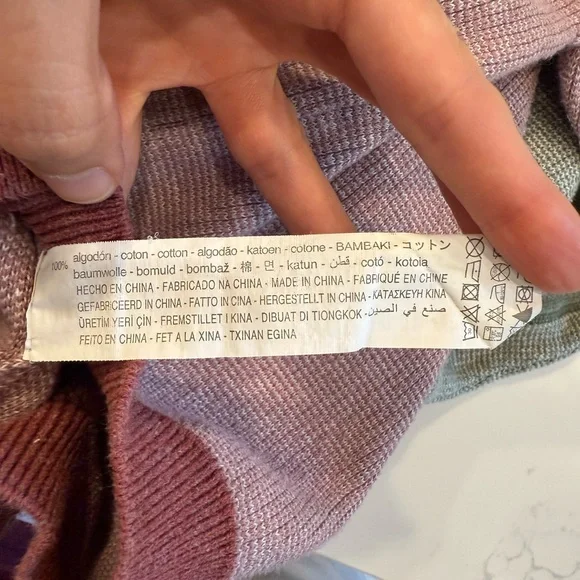 100% algodón - coton - cotton - algodão - katoen - cotone - BAMBAKI - コットン
baumwolle - bomuld - bombaž - 棉 - 면 - katun - قطن - cotó - kotoia
HECHO EN CHINA - FABRICADO NA CHINA - MADE IN CHINA - FABRIQUÉ EN CHINE
GEFABRICEERD IN CHINA - FATTO IN CINA - HERGESTELLT IN CHINA - ΚΑΤΑΣΚΕΥΗ ΚΙΝΑ
ÜRETİM YERİ ÇİN - FREMSTILLET I KINA - DIBUAT DI TIONGKOK صنع في الصين.
FEITO EN CHINA - FET A LA XINA - TXINAN EGINA